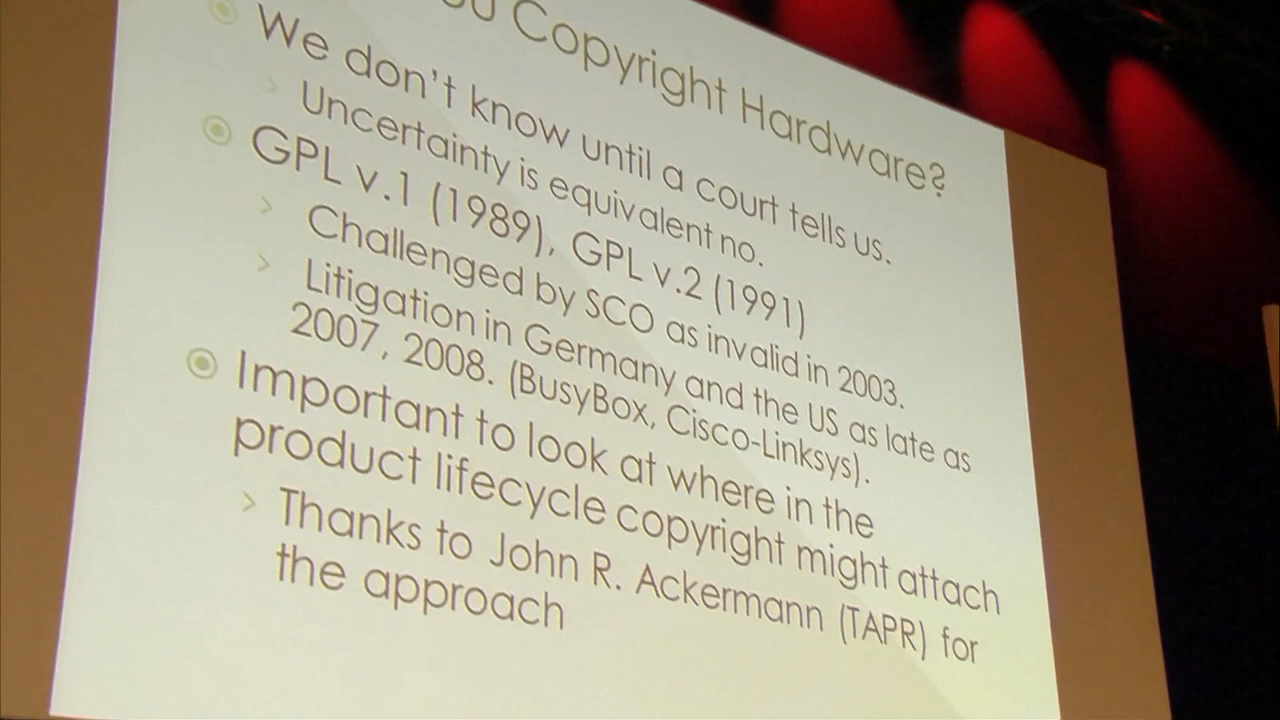 Copyright Hardware?
We don't know until a court tells us.
Uncertainty is equivalent no.
GPL v.1 (1989), GPL v.2 (1991)
Challenged by SCO as invalid in 2003.
Litigation in Germany and the US as late as
2007, 2008. (BusyBox, Cisco-Linksys).
Important to look at where in the
product lifecycle copyright might attach
Thanks to John R. Ackermann (TAPR) for
the approach